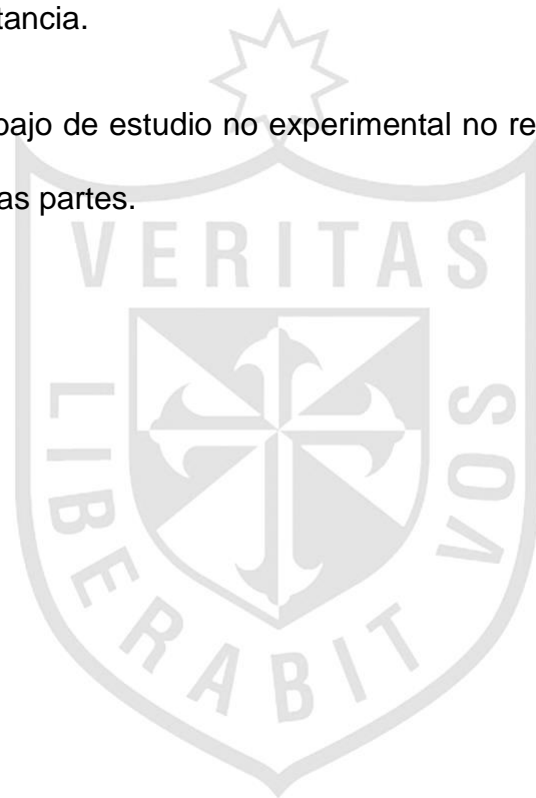 tancia.
bajo de estudio no experimental no re
as partes.
VERITAS
LIBERABIT VOS